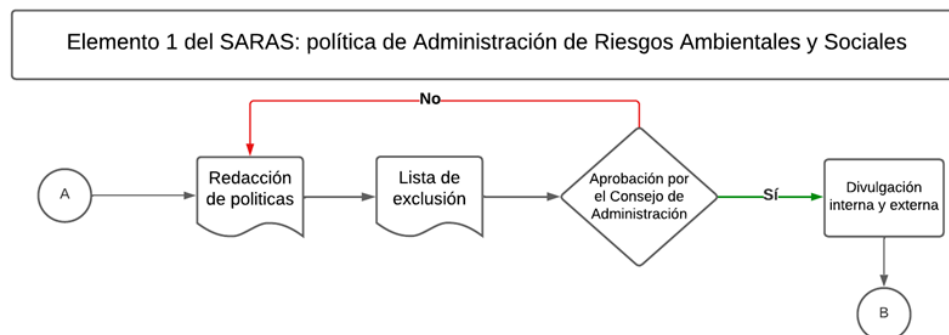 Elemento 1 del SARAS: política de Administración de Riesgos Ambientales y Sociales
No
A
Redacción
de politicas
Lista de
exclusión
Aprobación por
el Consejo de
Administración
Sí
Divulgación
interna y externa
B